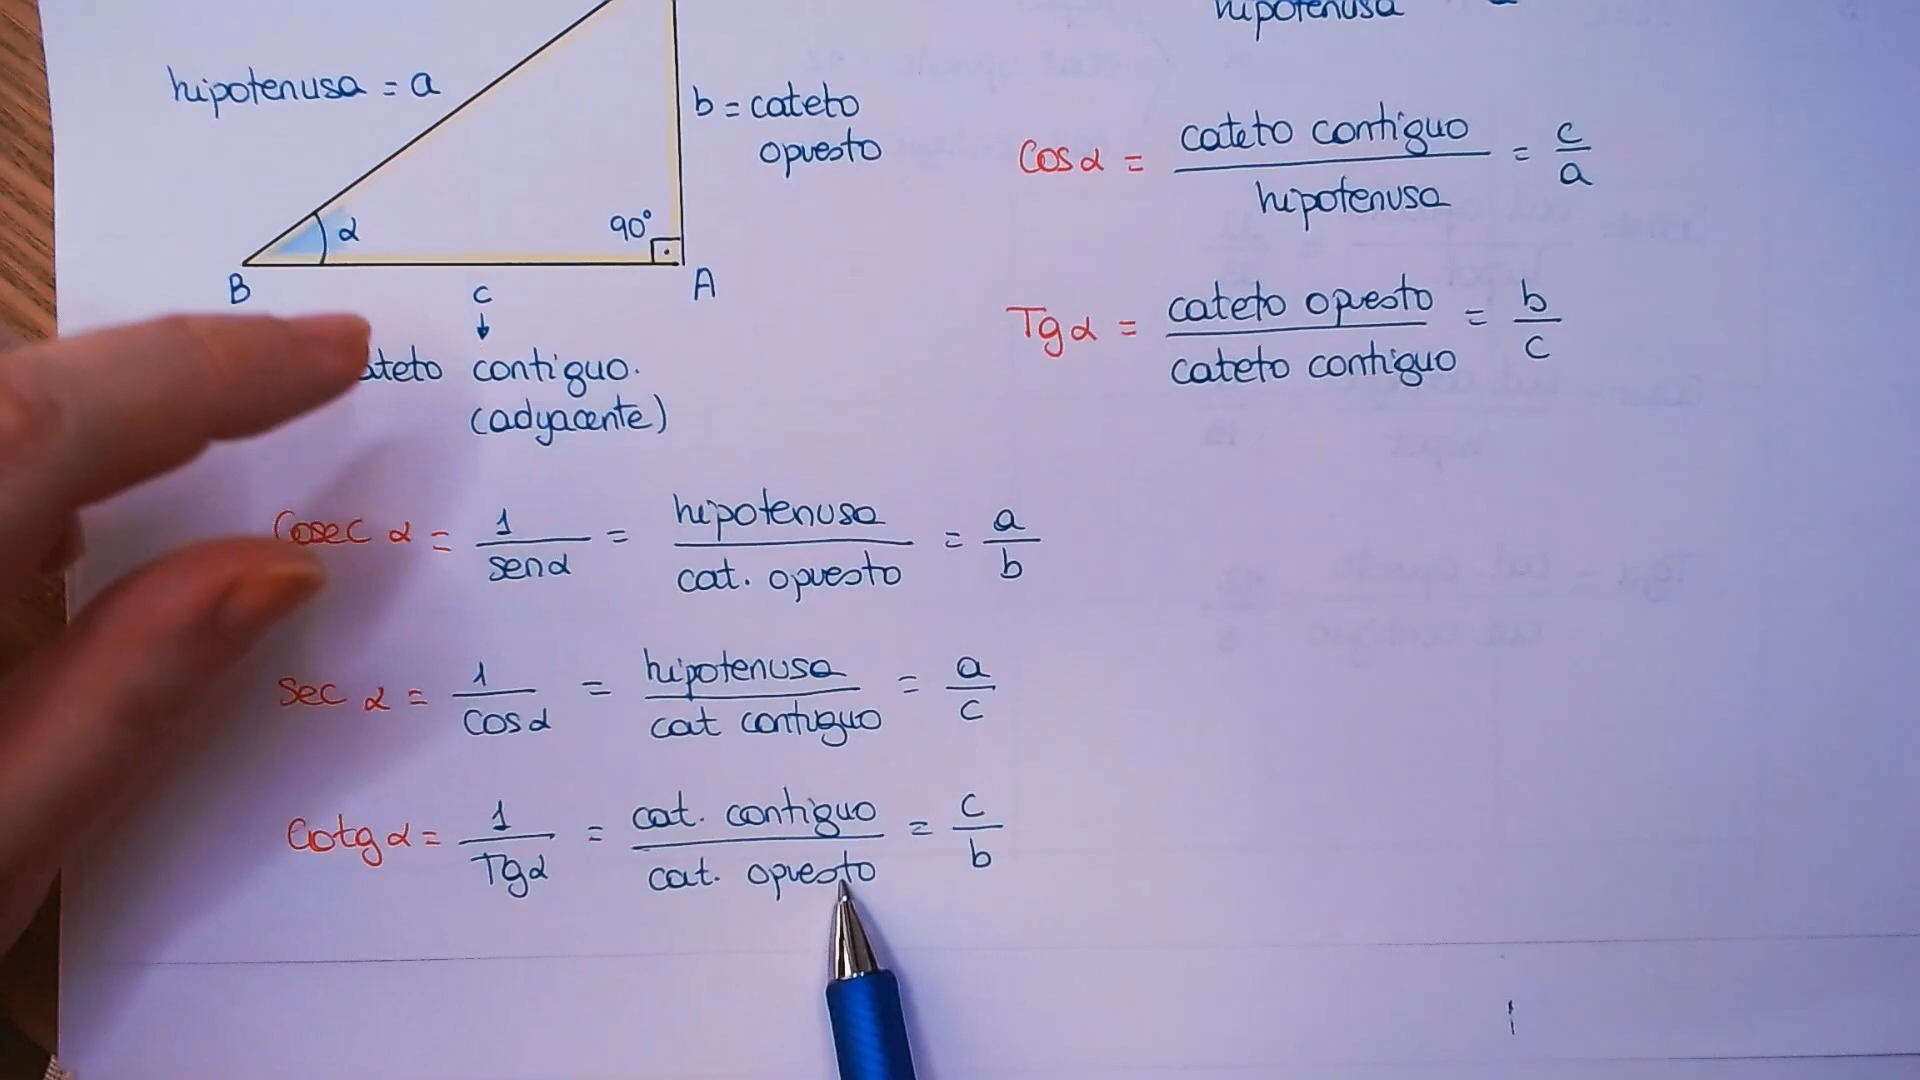 hipotenusa = a
b = cateto
opuesto
α
90°
B
c
A
↓
contiguo.
(adyacente)
hipotenusa
Cos α = cateto contiguo / hipotenusa = c / a
Tg α = cateto opuesto / cateto contiguo = b / c
Cosec α = 1 / sen α = hipotenusa / cat. opuesto = a / b
Sec α = 1 / Cos α = hipotenusa / cat contiguo = a / c
Cotg α = 1 / Tg α = cat. contiguo / cat. opuesto = c / b